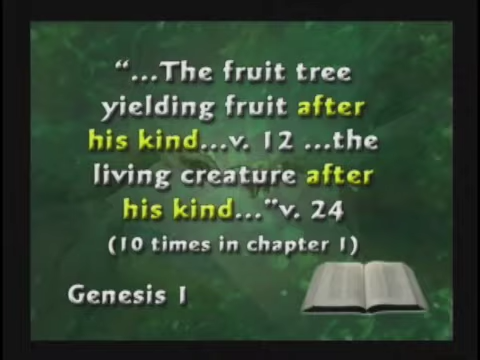 “...The fruit tree
yielding fruit after
his kind...v. 12 ...the
living creature after
his kind...”v. 24
(10 times in chapter 1)
Genesis 1